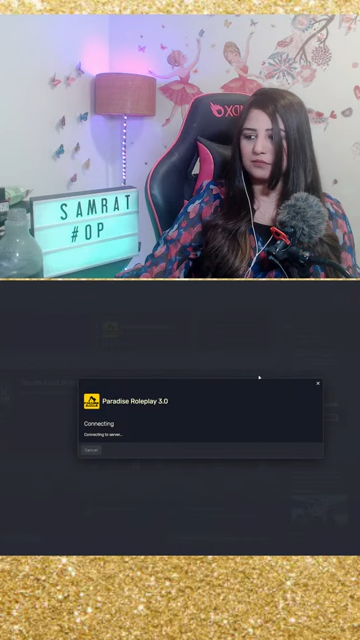 SAMRAT
#OP
Paradise Roleplay 3.0
Connecting
Connecting to server...
Cancel